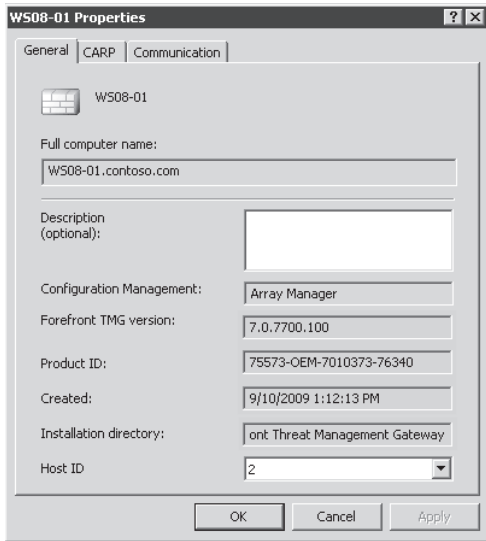 WS08-01 Properties
General CARP Communication
WS08-01
Full computer name:
WS08-01.contoso.com
Description
(optional):
Configuration Management: Array Manager
Forefront TMG version: 7.0.7700.100
Product ID: 75573-OEM-7010373-76340
Created: 9/10/2009 1:12:13 PM
Installation directory: ont Threat Management Gateway
Host ID 2
OK Cancel Apply